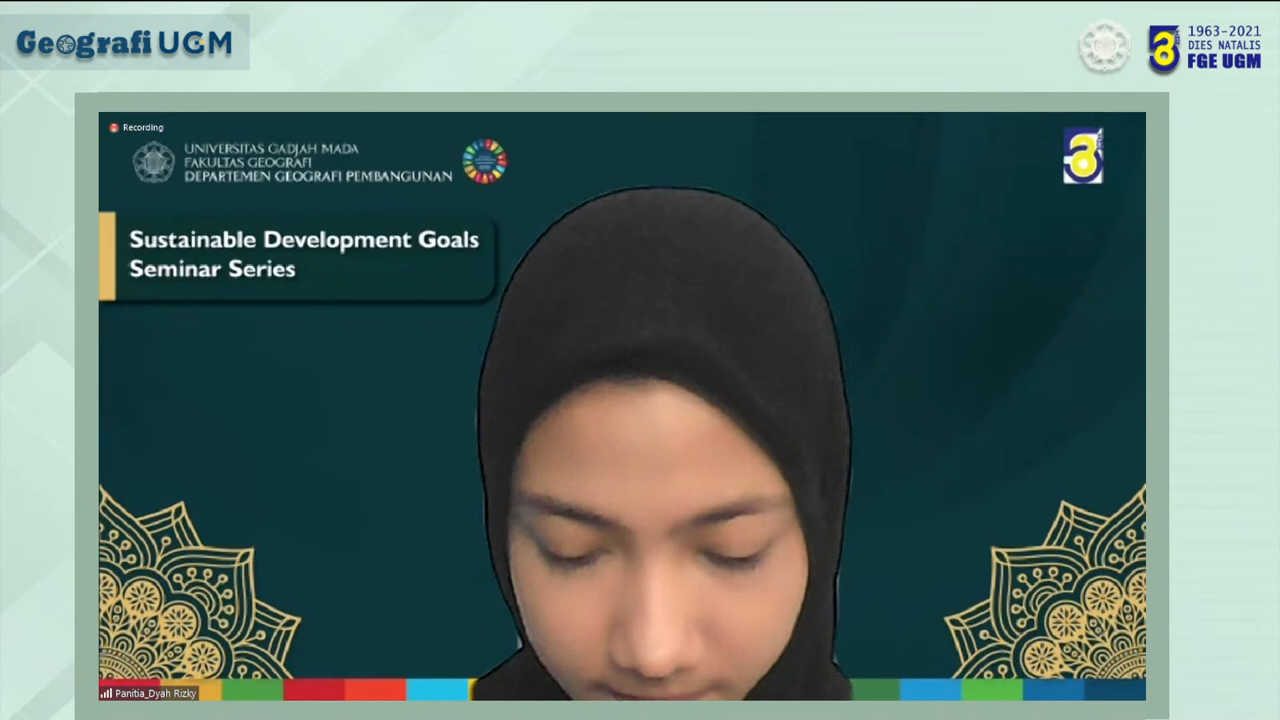 Geografi UGM
1963-2021
DIES NATALIS
FGE UGM
Recording
UNIVERSITAS GADJAH MADA
FAKULTAS GEOGRAFI
DEPARTEMEN GEOGRAFI PEMBANGUNAN
Sustainable Development Goals
Seminar Series
Panitia_Dyah Rizky